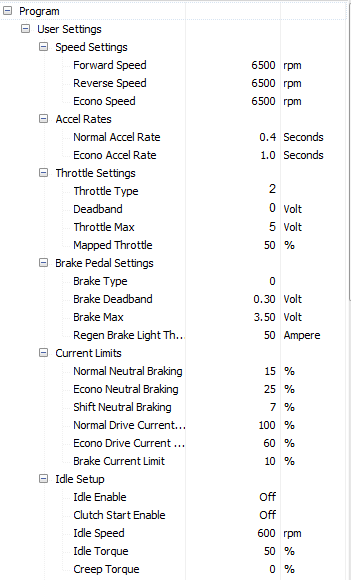 Program
User Settings
Speed Settings
Forward Speed 6500 rpm
Reverse Speed 6500 rpm
Econo Speed 6500 rpm
Accel Rates
Normal Accel Rate 0.4 Seconds
Econo Accel Rate 1.0 Seconds
Throttle Settings
Throttle Type 2
Deadband 0 Volt
Throttle Max 5 Volt
Mapped Throttle 50 %
Brake Pedal Settings
Brake Type 0
Brake Deadband 0.30 Volt
Brake Max 3.50 Volt
Regen Brake Light Th... 50 Ampere
Current Limits
Normal Neutral Braking 15 %
Econo Neutral Braking 25 %
Shift Neutral Braking 7 %
Normal Drive Current... 100 %
Econo Drive Current ... 60 %
Brake Current Limit 10 %
Idle Setup
Idle Enable Off
Clutch Start Enable Off
Idle Speed 600 rpm
Idle Torque 50 %
Creep Torque 0 %